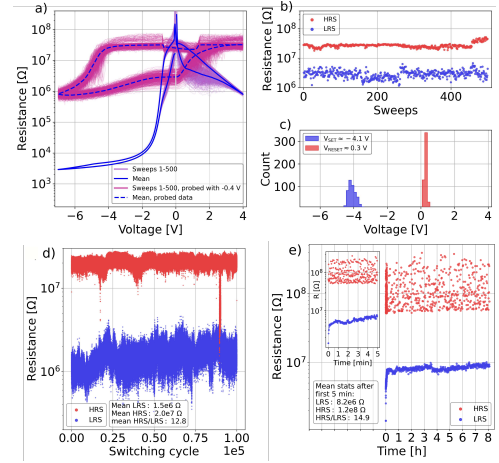 a)
Resistance [Ω]
10⁸
10⁷
10⁶
10⁵
10⁴
10³
Sweeps 1-500
Mean
Sweeps 1-500, probed with -0.4 V
Mean, probed data
−6 −4 −2 0 2 4
Voltage [V]
b)
Resistance [Ω]
10⁸
10⁷
10⁶
HRS
LRS
0 200 400
Sweeps
c)
Count
300
200
100
V_SET = − 4.1 V
V_RESET = 0.3 V
−6 −4 −2 0 2 4
Voltage [V]
d)
Resistance [Ω]
10⁷
10⁶
HRS
LRS
Mean LRS: 1.5e6 Ω
Mean HRS: 2.0e7 Ω
mean HRS/LRS: 12.8
0.00 0.25 0.50 0.75 1.00
Switching cycle 1e5
e)
Resistance [Ω]
10⁸
10⁷
R [Ω]
10⁸
10⁷
0 1 2 3 4 5
Time [min]
Mean stats after
first 5 min:
LRS: 8.2e6 Ω
HRS: 1.2e8 Ω
HRS/LRS: 14.9
HRS
LRS
0 1 2 3 4 5 6 7 8
Time [h]